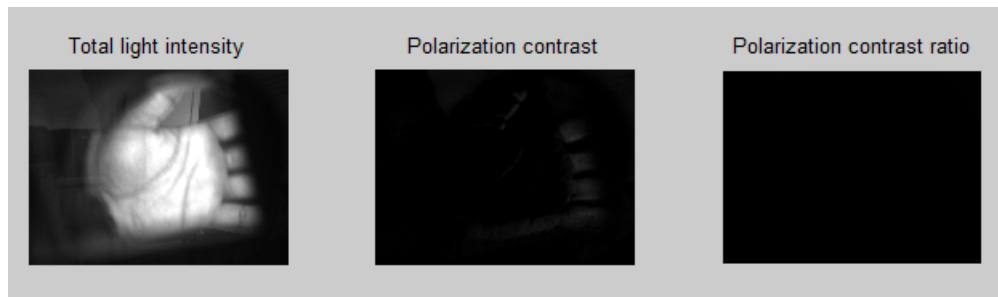 Total light intensity
Polarization contrast
Polarization contrast ratio